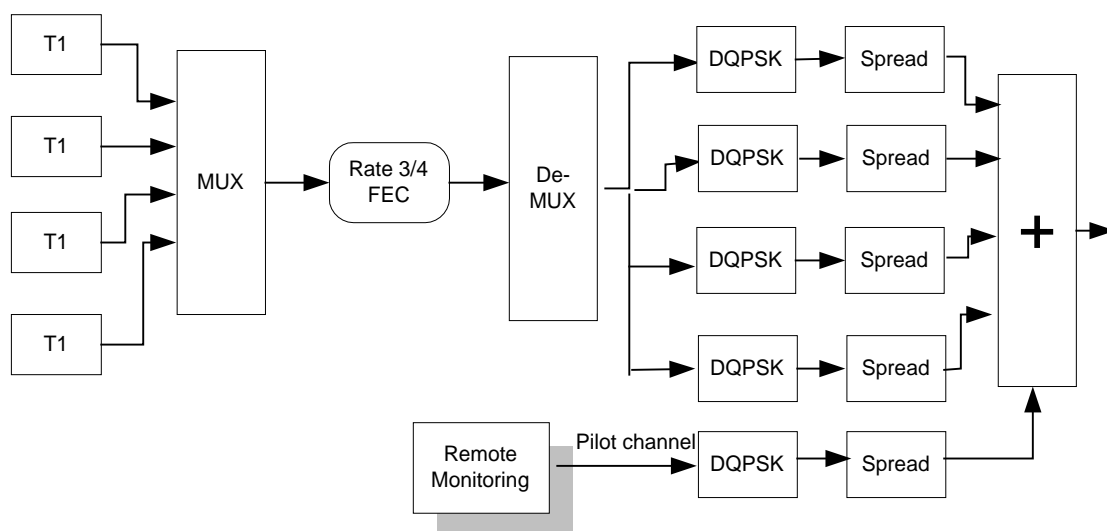 T1
T1
T1
T1
MUX
Rate 3/4
FEC
De-
MUX
DQPSK
Spread
DQPSK
Spread
DQPSK
Spread
DQPSK
Spread
+
Remote
Monitoring
Pilot channel
DQPSK
Spread